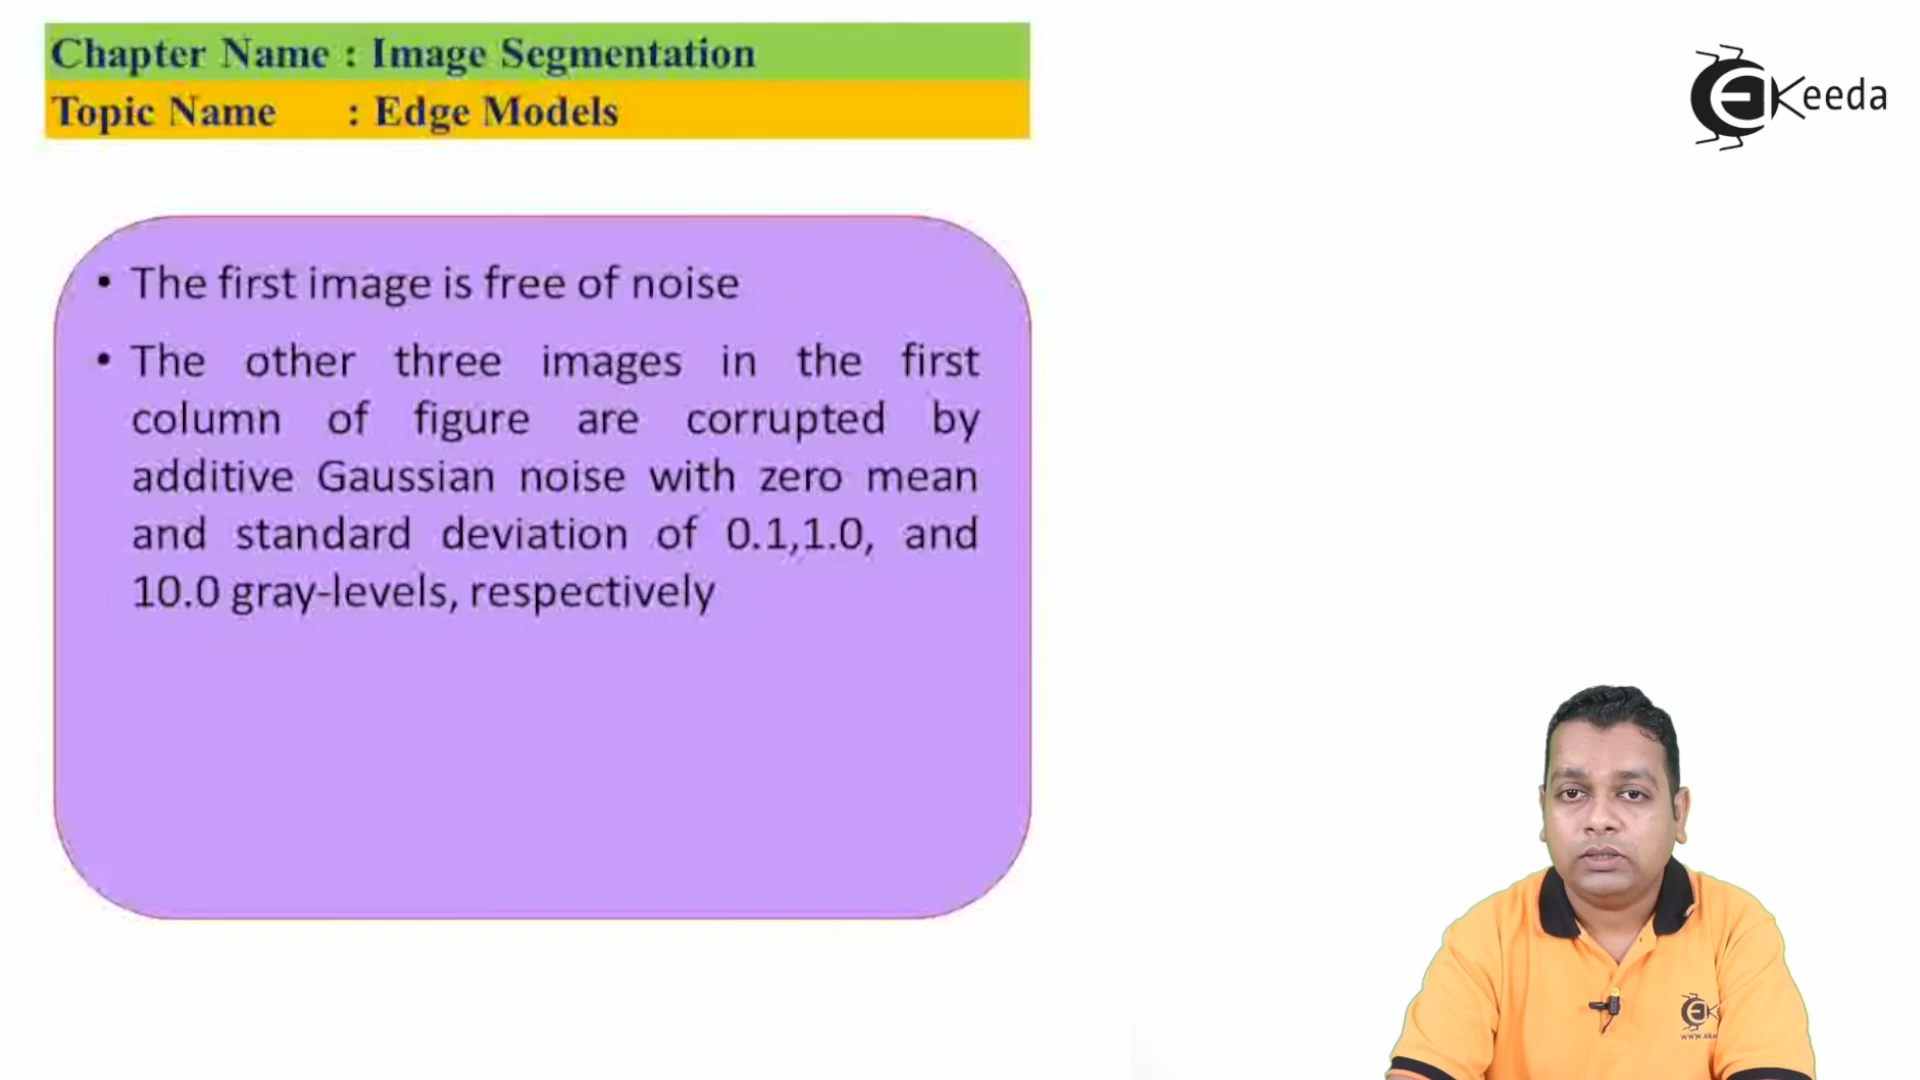 Chapter Name : Image Segmentation
Topic Name : Edge Models
EKeeda
• The first image is free of noise
• The other three images in the first
column of figure are corrupted by
additive Gaussian noise with zero mean
and standard deviation of 0.1,1.0, and
10.0 gray-levels, respectively